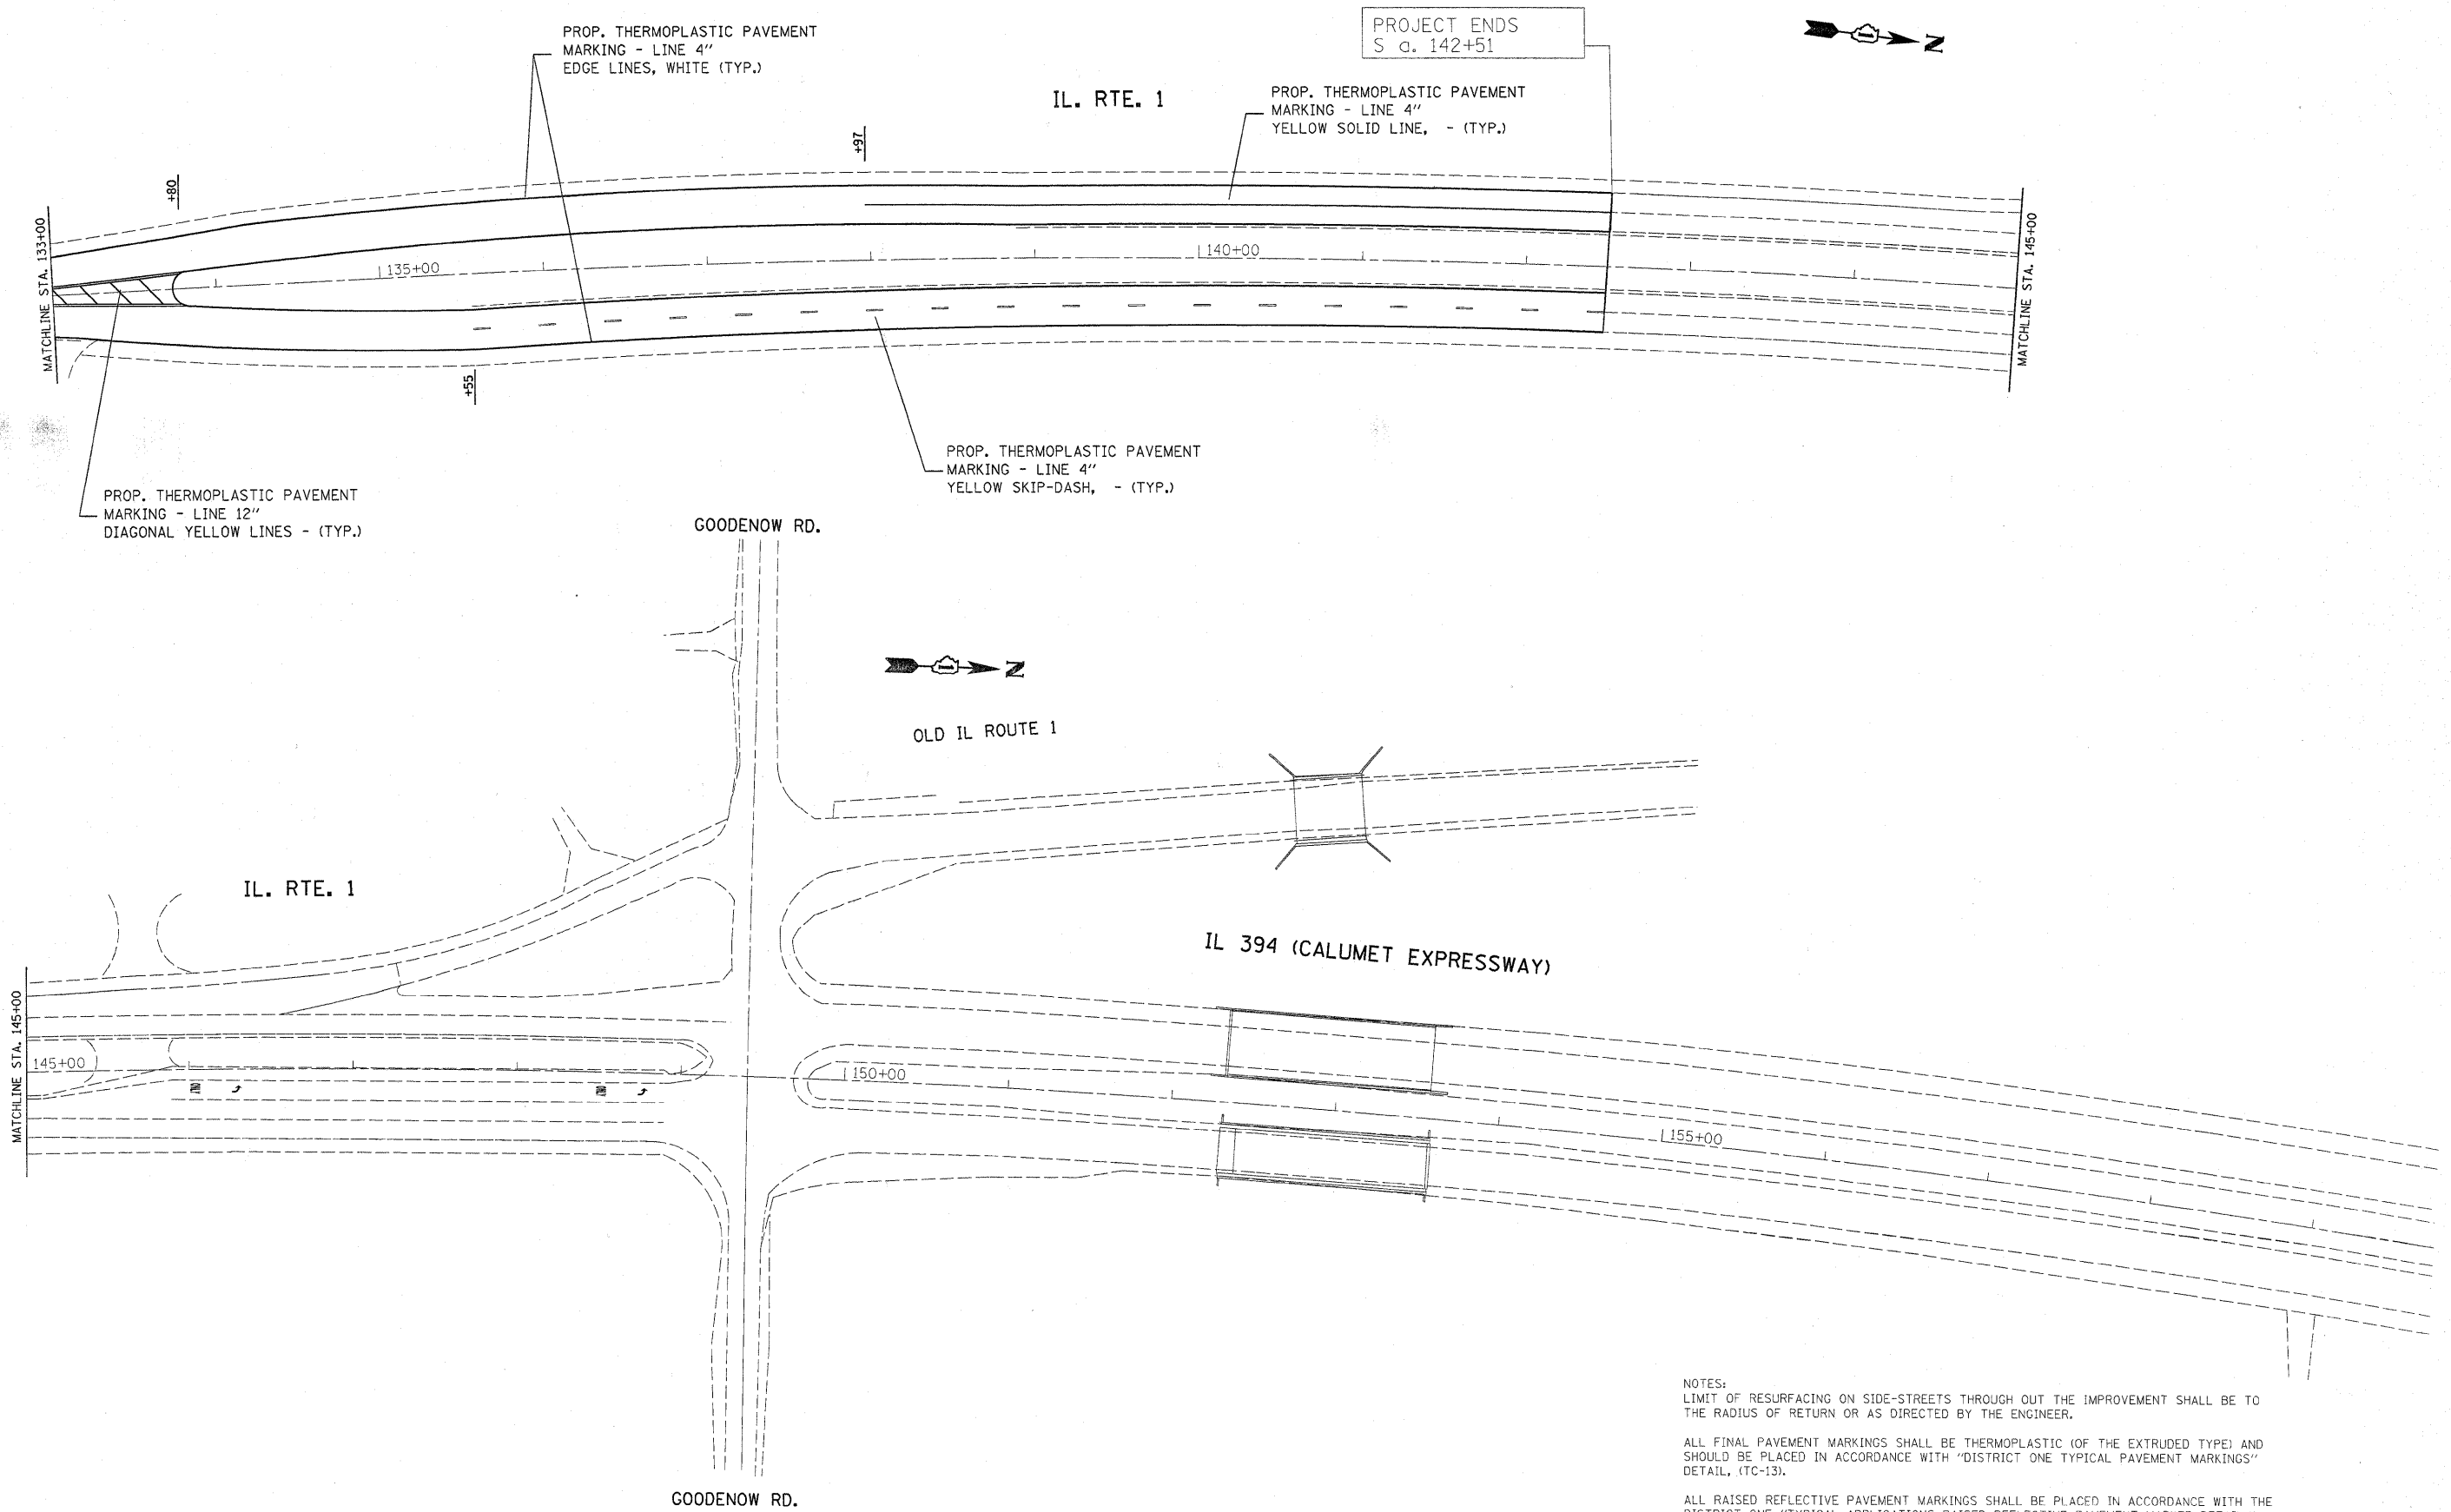 PROP. THERMOPLASTIC PAVEMENT
MARKING - LINE 4"
EDGE LINES, WHITE (TYP.)
PROJECT ENDS
S a. 142+51
N
IL. RTE. 1
PROP. THERMOPLASTIC PAVEMENT
MARKING - LINE 4"
YELLOW SOLID LINE, - (TYP.)
+97
+80
MATCHLINE STA. 133+00
135+00
140+00
MATCHLINE STA. 145+00
+55
PROP. THERMOPLASTIC PAVEMENT
MARKING - LINE 4"
YELLOW SKIP-DASH, - (TYP.)
PROP. THERMOPLASTIC PAVEMENT
MARKING - LINE 12"
DIAGONAL YELLOW LINES - (TYP.)
GOODENOW RD.
N
OLD IL ROUTE 1
IL. RTE. 1
IL 394 (CALUMET EXPRESSWAY)
MATCHLINE STA. 145+00
145+00
150+00
155+00
GOODENOW RD.
NOTES:
LIMIT OF RESURFACING ON SIDE-STREETS THROUGH OUT THE IMPROVEMENT SHALL BE TO
THE RADIUS OF RETURN OR AS DIRECTED BY THE ENGINEER.
ALL FINAL PAVEMENT MARKINGS SHALL BE THERMOPLASTIC (OF THE EXTRUDED TYPE) AND
SHOULD BE PLACED IN ACCORDANCE WITH "DISTRICT ONE TYPICAL PAVEMENT MARKINGS"
DETAIL, (TC-13).
ALL RAISED REFLECTIVE PAVEMENT MARKINGS SHALL BE PLACED IN ACCORDANCE WITH THE